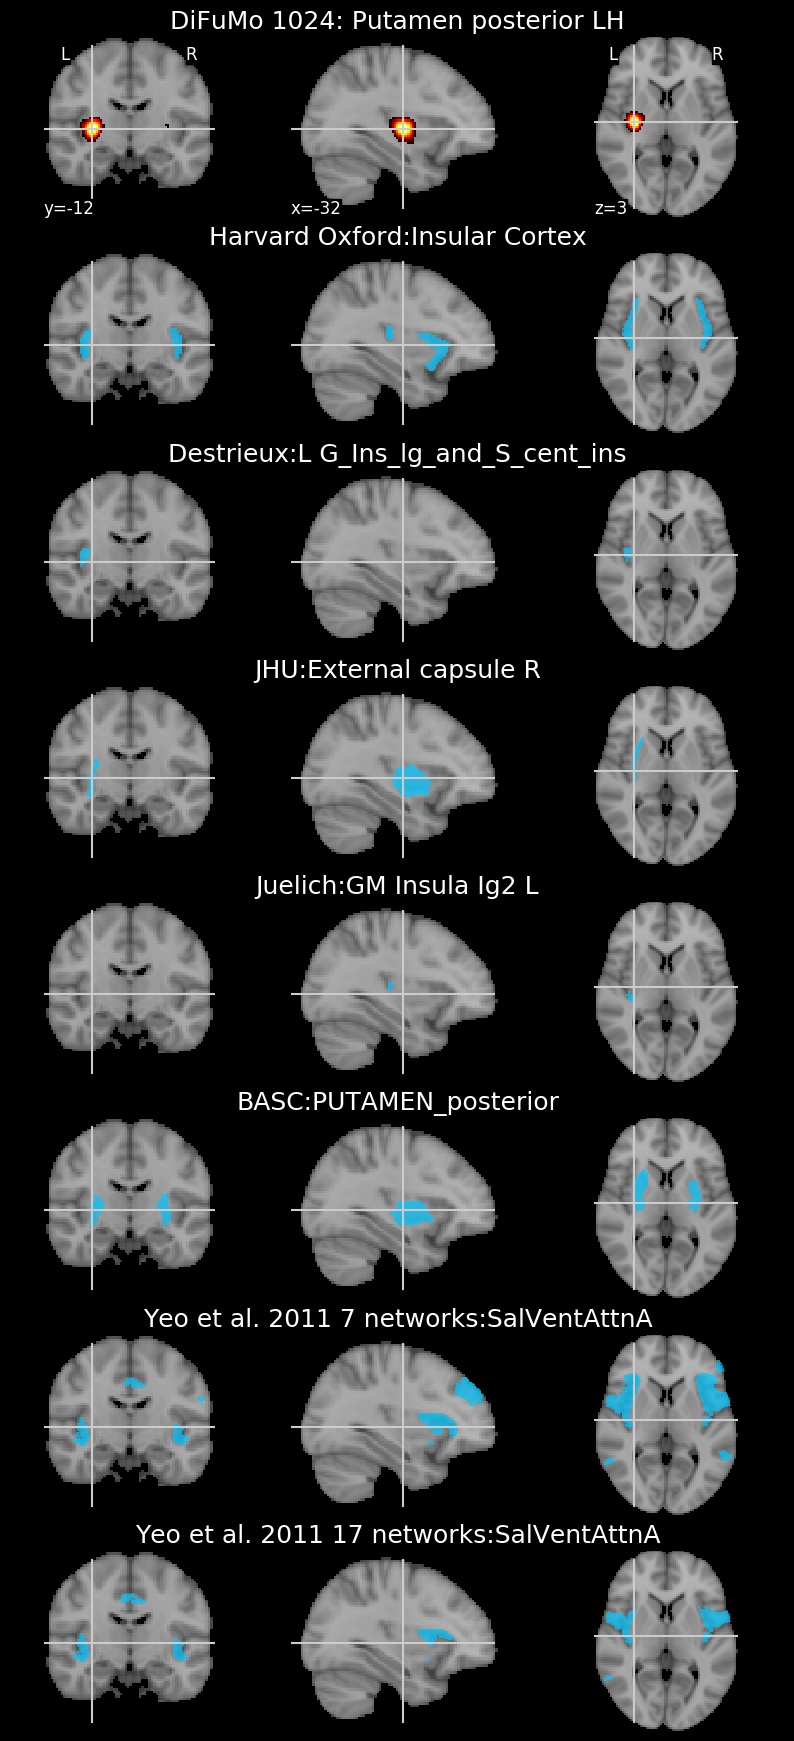 DiFuMo 1024: Putamen posterior LH
L R L R
y=-12 x=-32 z=3
Harvard Oxford:Insular Cortex
Destrieux:L G_Ins_lg_and_S_cent_ins
JHU:External capsule R
Juelich:GM Insula Ig2 L
BASC:PUTAMEN_posterior
Yeo et al. 2011 7 networks:SalVentAttnA
Yeo et al. 2011 17 networks:SalVentAttnA